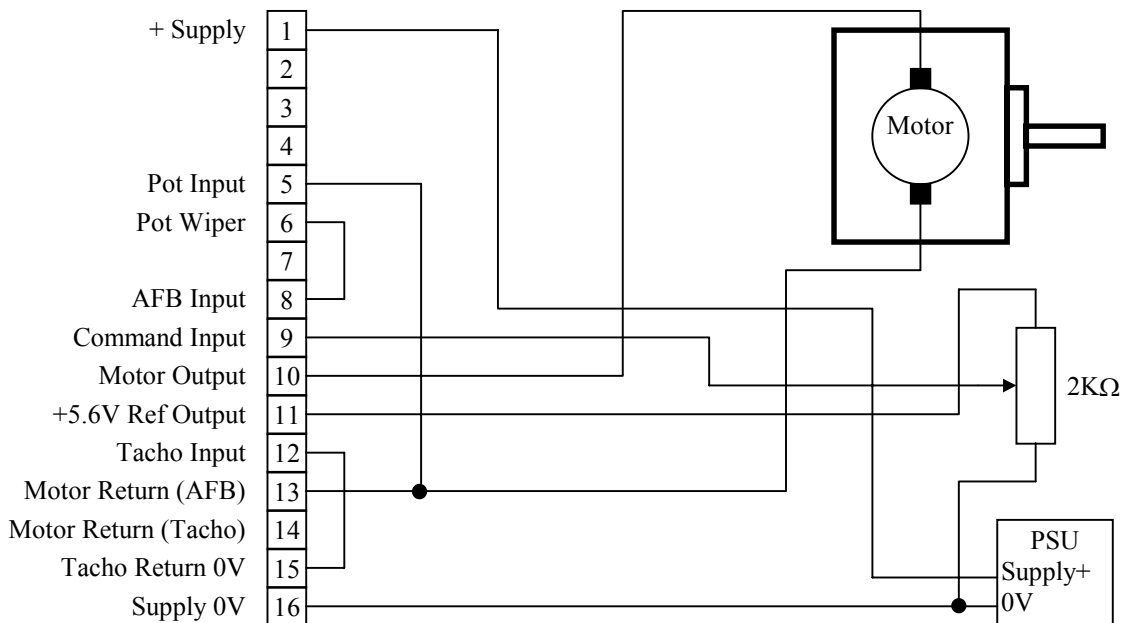 + Supply 1
2
3
4
Pot Input 5
Pot Wiper 6
7
AFB Input 8
Command Input 9
Motor Output 10
+5.6V Ref Output 11
Tacho Input 12
Motor Return (AFB) 13
Motor Return (Tacho) 14
Tacho Return 0V 15
Supply 0V 16
Motor
2KΩ
PSU
Supply+
0V